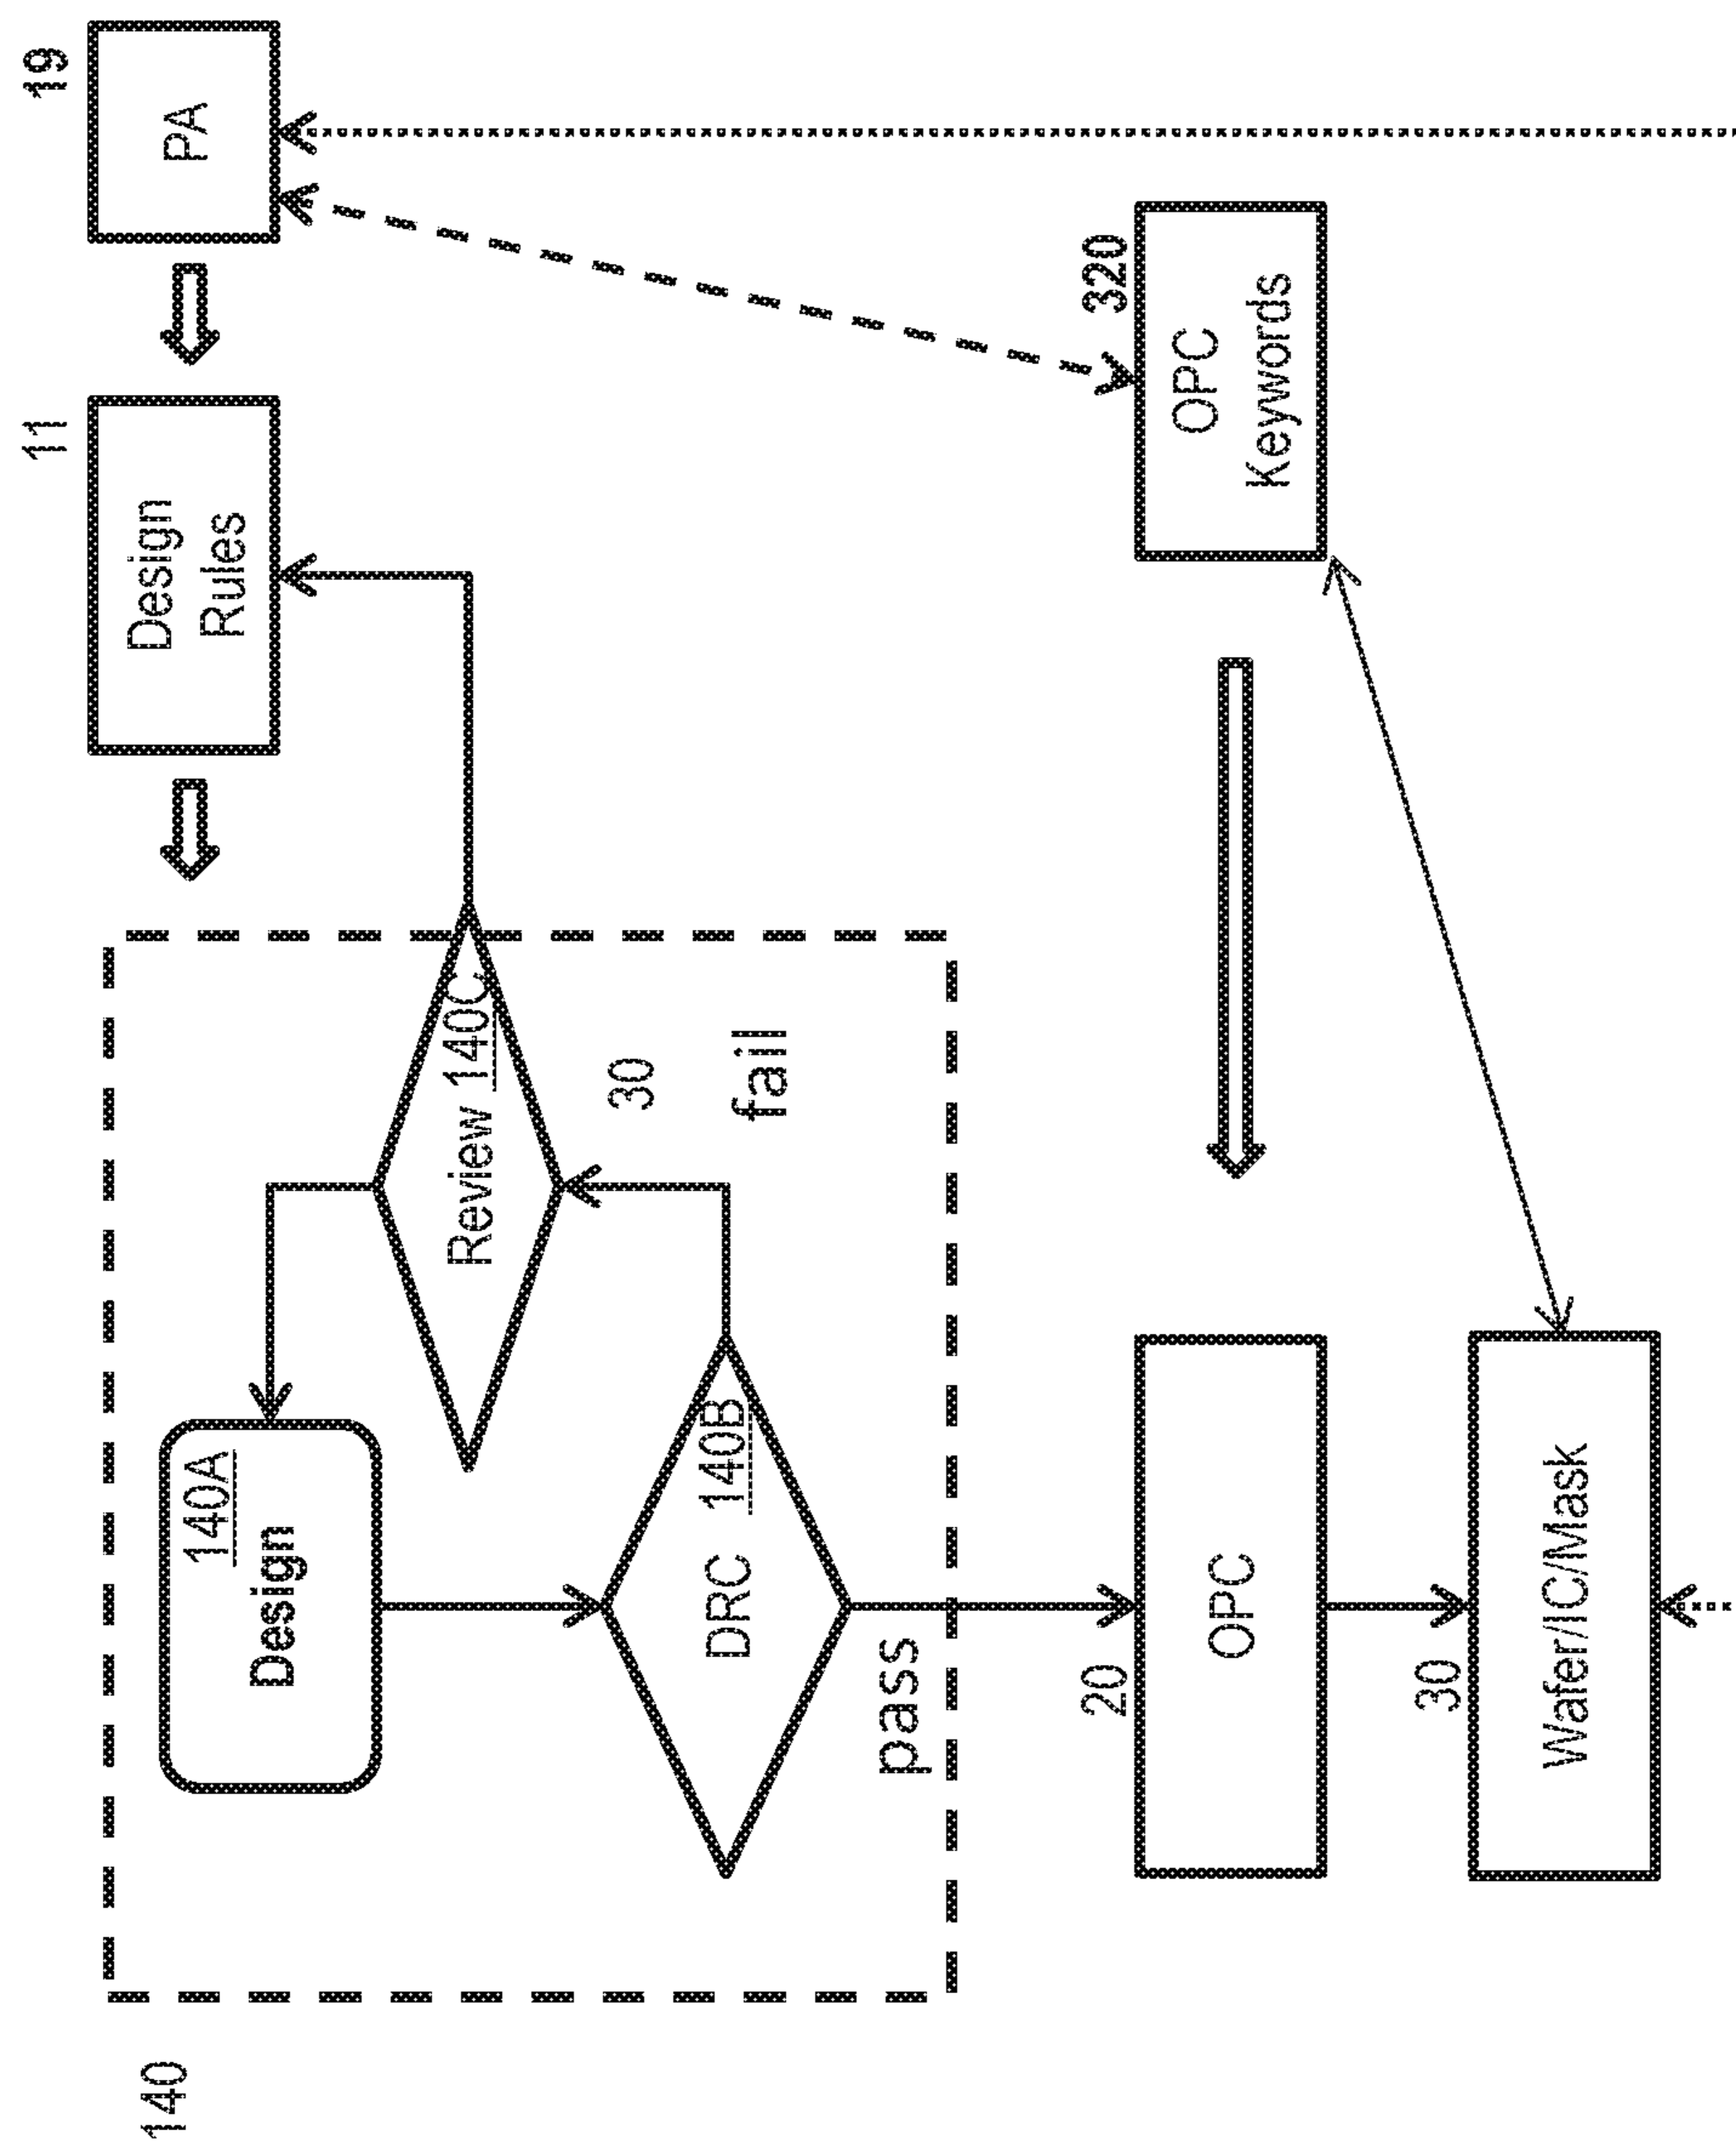 140
140A
Design
Review 140C
30
fail
DRC 140B
pass
Design
Rules
11
PA
19
20
OPC
OPC
Keywords
320
30
Wafer/IC/Mask